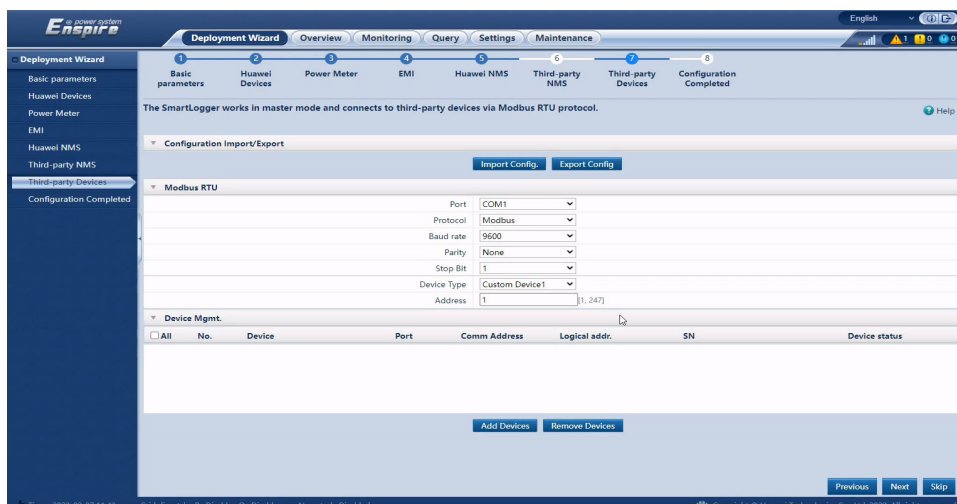 e power system
Enspire
English
Deployment Wizard Overview Monitoring Query Settings Maintenance
1 0 0
Deployment Wizard
Basic parameters
Huawei Devices
Power Meter
EMI
Huawei NMS
Third-party NMS
Third-party Devices
Configuration Completed
1 2 3 4 5 6 7 8
Basic parameters
Huawei Devices
Power Meter
EMI
Huawei NMS
Third-party NMS
Third-party Devices
Configuration Completed
The SmartLogger works in master mode and connects to third-party devices via Modbus RTU protocol.
Help
Configuration Import/Export
Import Config. Export Config
Modbus RTU
Port COM1
Protocol Modbus
Baud rate 9600
Parity None
Stop Bit 1
Device Type Custom Device1
Address 1 [1, 247]
Device Mgmt.
All No. Device Port Comm Address Logical addr. SN Device status
Add Devices Remove Devices
Previous Next Skip